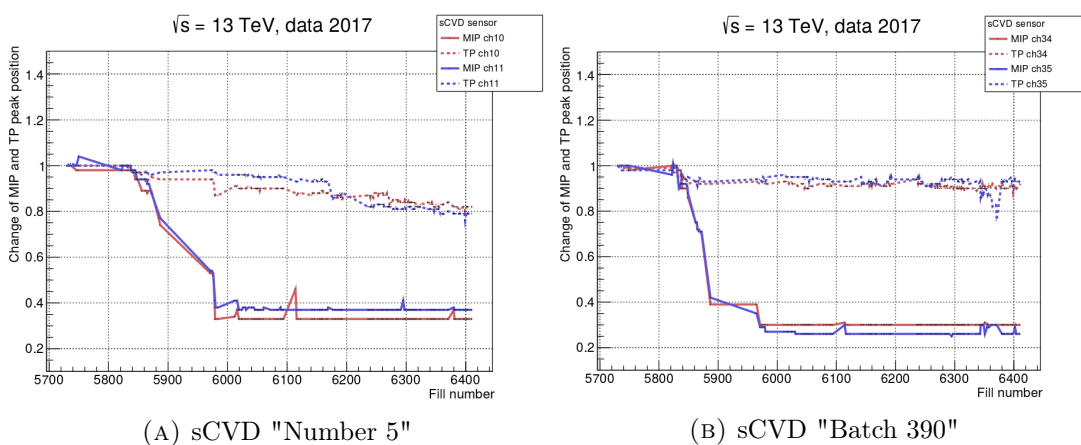 √s = 13 TeV, data 2017
sCVD sensor
MIP ch10
TP ch10
MIP ch11
TP ch11
Change of MIP and TP peak position
1.4
1.2
1
0.8
0.6
0.4
0.2
5700 5800 5900 6000 6100 6200 6300 6400
Fill number
(A) sCVD "Number 5"
√s = 13 TeV, data 2017
sCVD sensor
MIP ch34
TP ch34
MIP ch35
TP ch35
Change of MIP and TP peak position
1.4
1.2
1
0.8
0.6
0.4
0.2
5700 5800 5900 6000 6100 6200 6300 6400
Fill number
(B) sCVD "Batch 390"